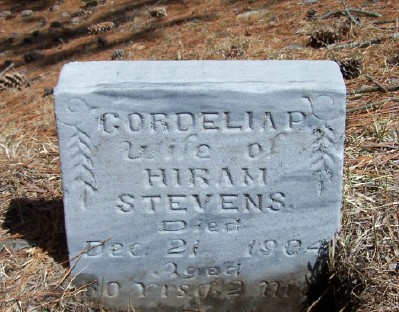 CORDELIA P.
Wife of
HIRAM
STEVENS.
Died
Dec. 21 1904
Aged
Yrs.